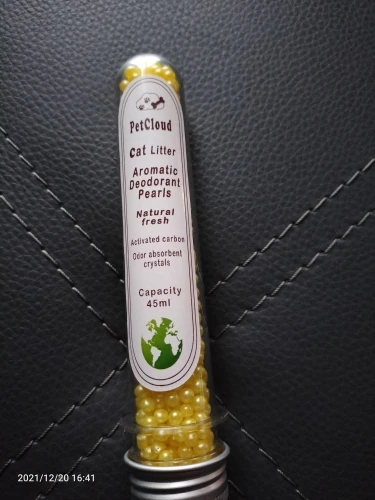 PetCloud
Cat Litter
Aromatic
Deodorant
Pearls
Natural
fresh
Activated carbon
Odor absorbent
crystals
Capacity
45ml
2021/12/20 16:41